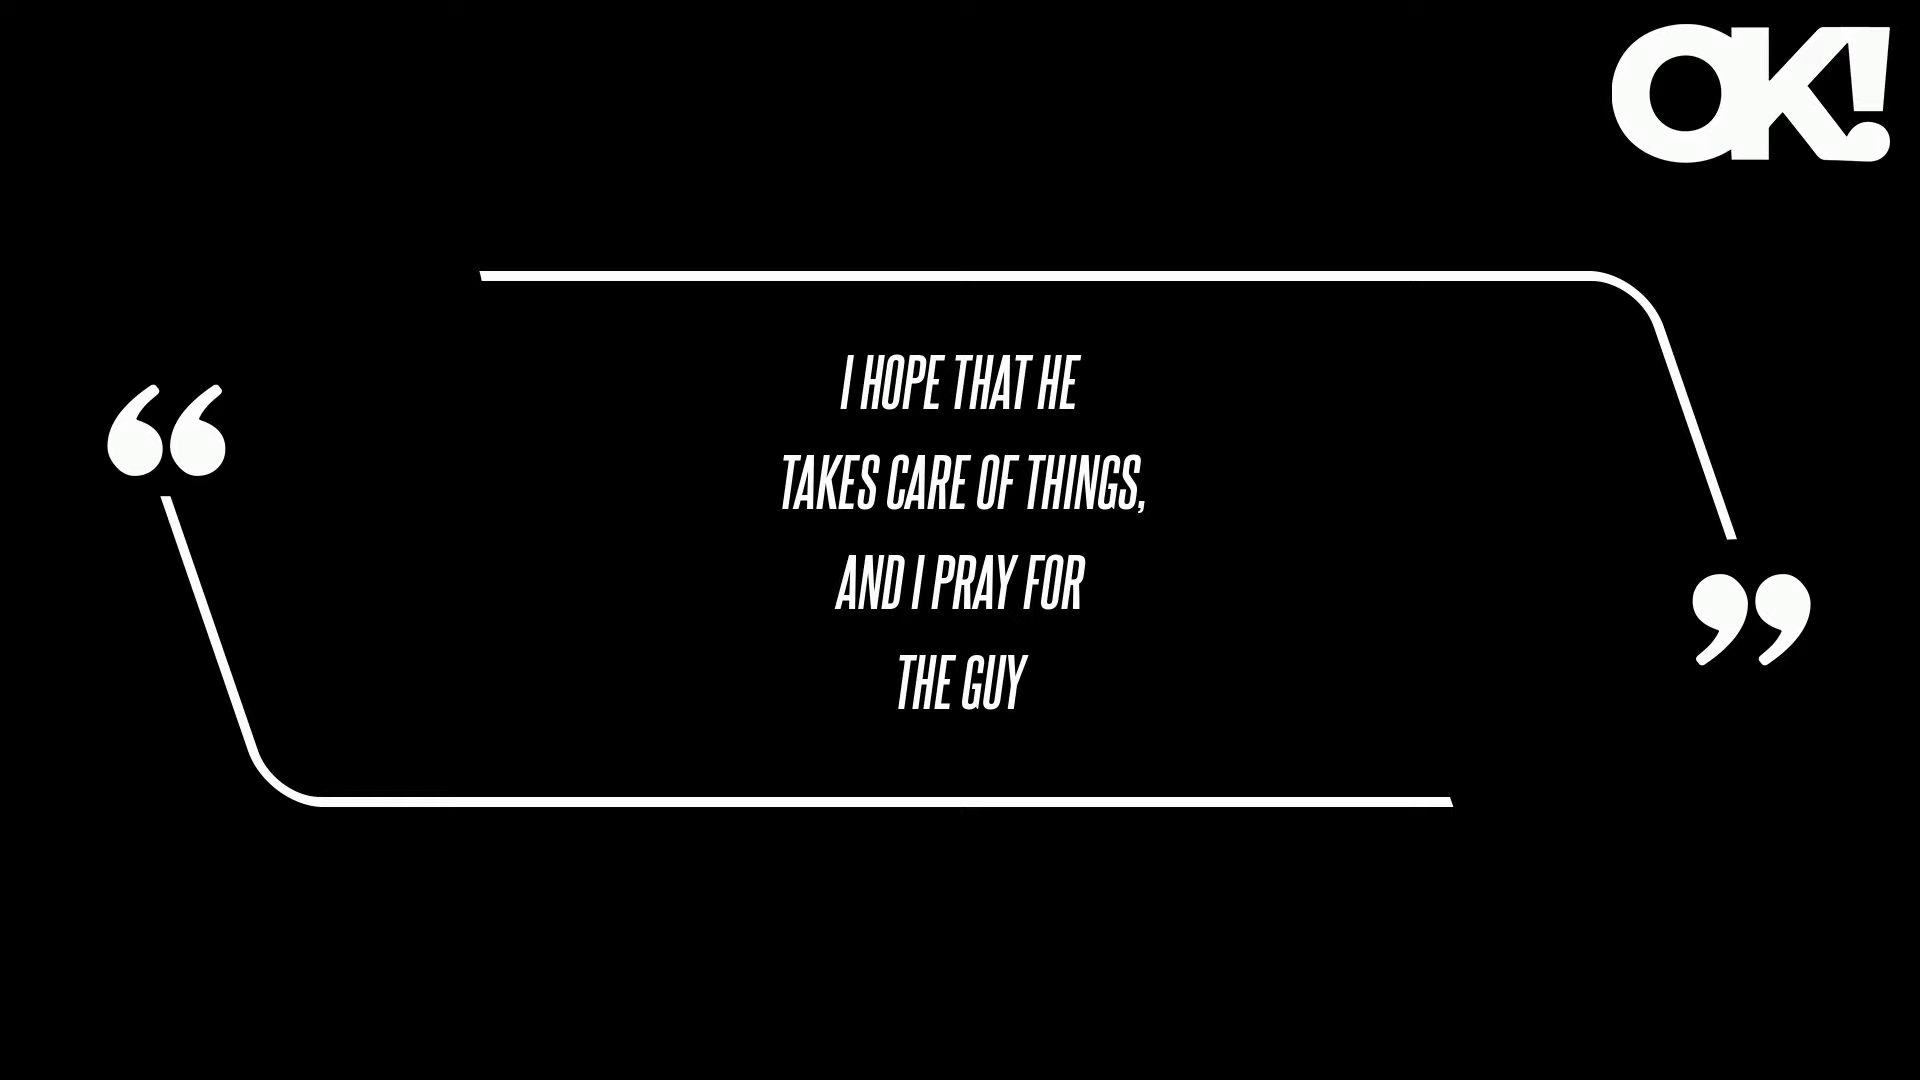 OK!
I HOPE THAT HE
TAKES CARE OF THINGS,
AND I PRAY FOR
THE GUY